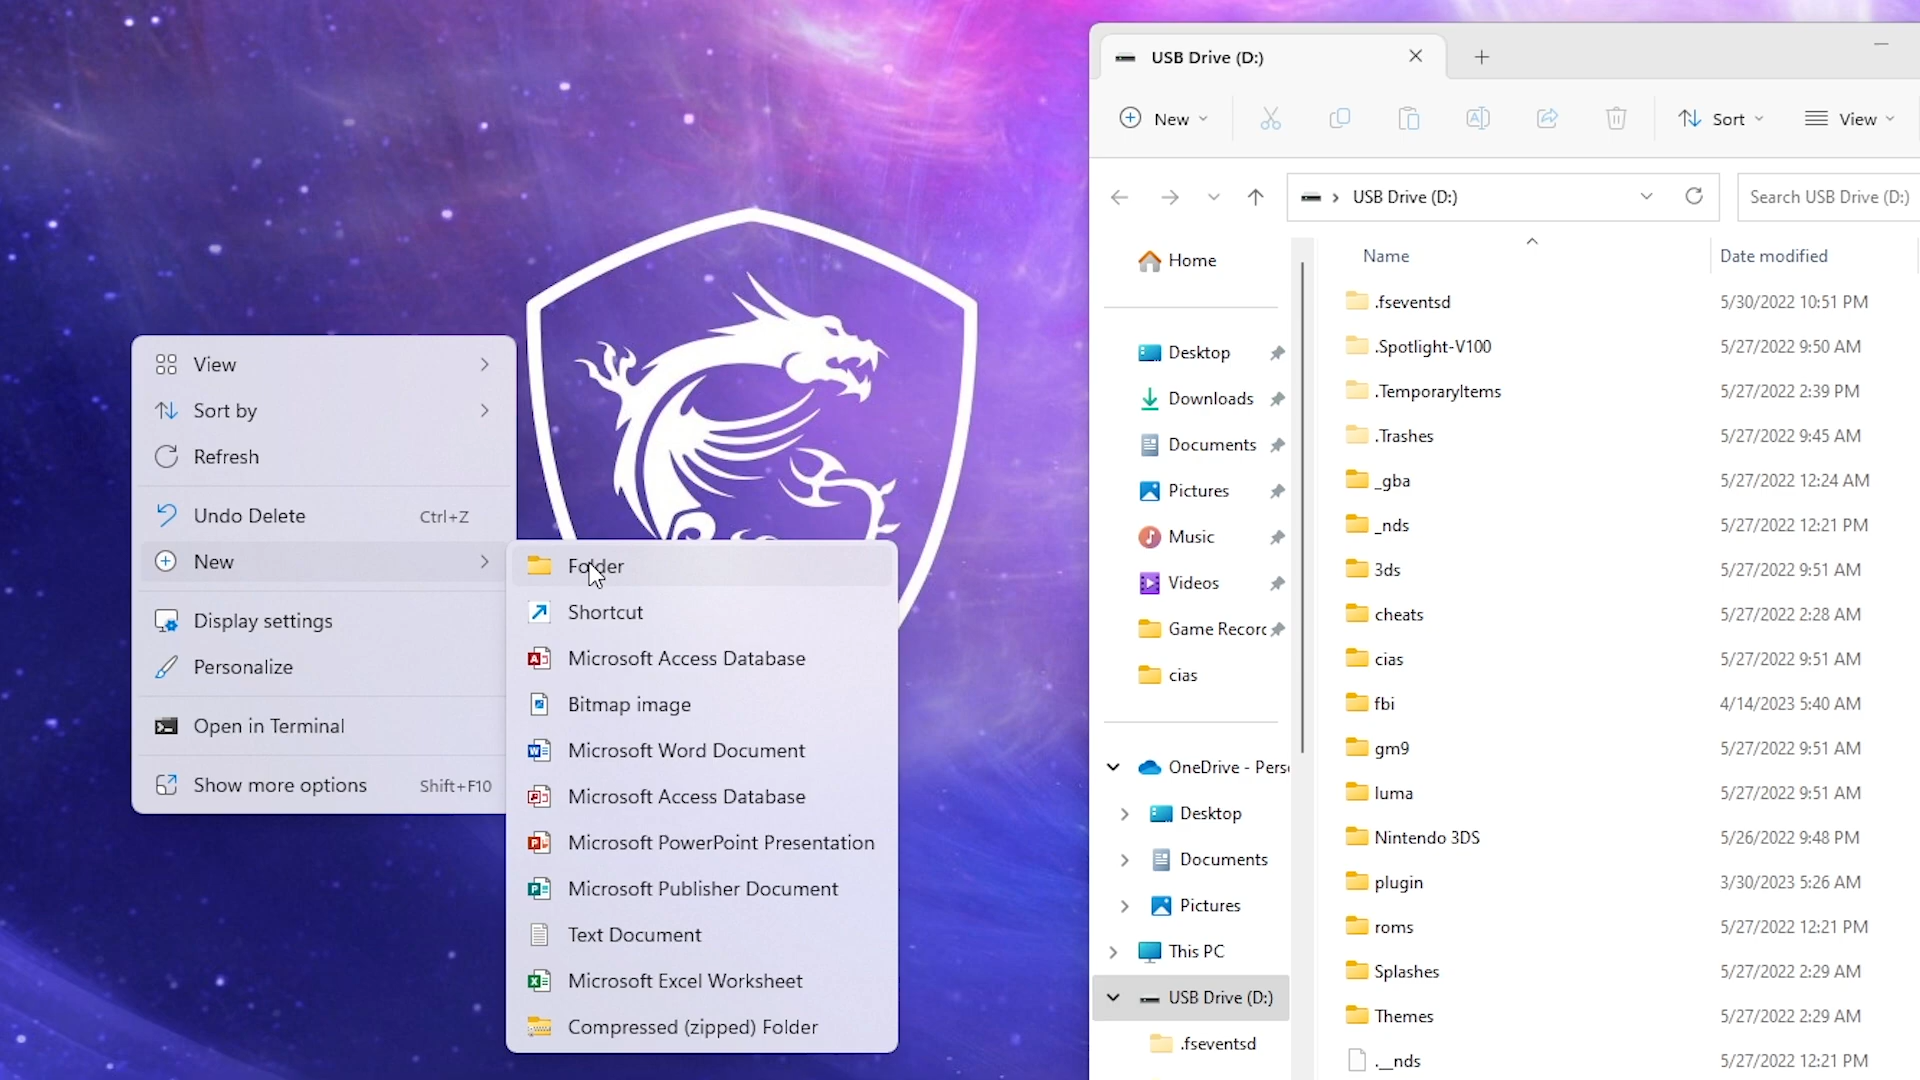 View
Sort by
Refresh
Undo Delete Ctrl+Z
New
Display settings
Personalize
Open in Terminal
Show more options Shift+F10
Folder
Shortcut
Microsoft Access Database
Bitmap image
Microsoft Word Document
Microsoft Access Database
Microsoft PowerPoint Presentation
Microsoft Publisher Document
Text Document
Microsoft Excel Worksheet
Compressed (zipped) Folder
USB Drive (D:)
New
Sort
View
USB Drive (D:)
Search USB Drive (D:)
Home
Desktop
Downloads
Documents
Pictures
Music
Videos
Game Recorc
cias
OneDrive - Pers
Desktop
Documents
Pictures
This PC
USB Drive (D:)
.fseventsd
Name Date modified
.fseventsd 5/30/2022 10:51 PM
.Spotlight-V100 5/27/2022 9:50 AM
.TemporaryItems 5/27/2022 2:39 PM
.Trashes 5/27/2022 9:45 AM
_gba 5/27/2022 12:24 AM
_nds 5/27/2022 12:21 PM
3ds 5/27/2022 9:51 AM
cheats 5/27/2022 2:28 AM
cias 5/27/2022 9:51 AM
fbi 4/14/2023 5:40 AM
gm9 5/27/2022 9:51 AM
luma 5/27/2022 9:51 AM
Nintendo 3DS 5/26/2022 9:48 PM
plugin 3/30/2023 5:26 AM
roms 5/27/2022 12:21 PM
Splashes 5/27/2022 2:29 AM
Themes 5/27/2022 2:29 AM
.__nds 5/27/2022 12:21 PM